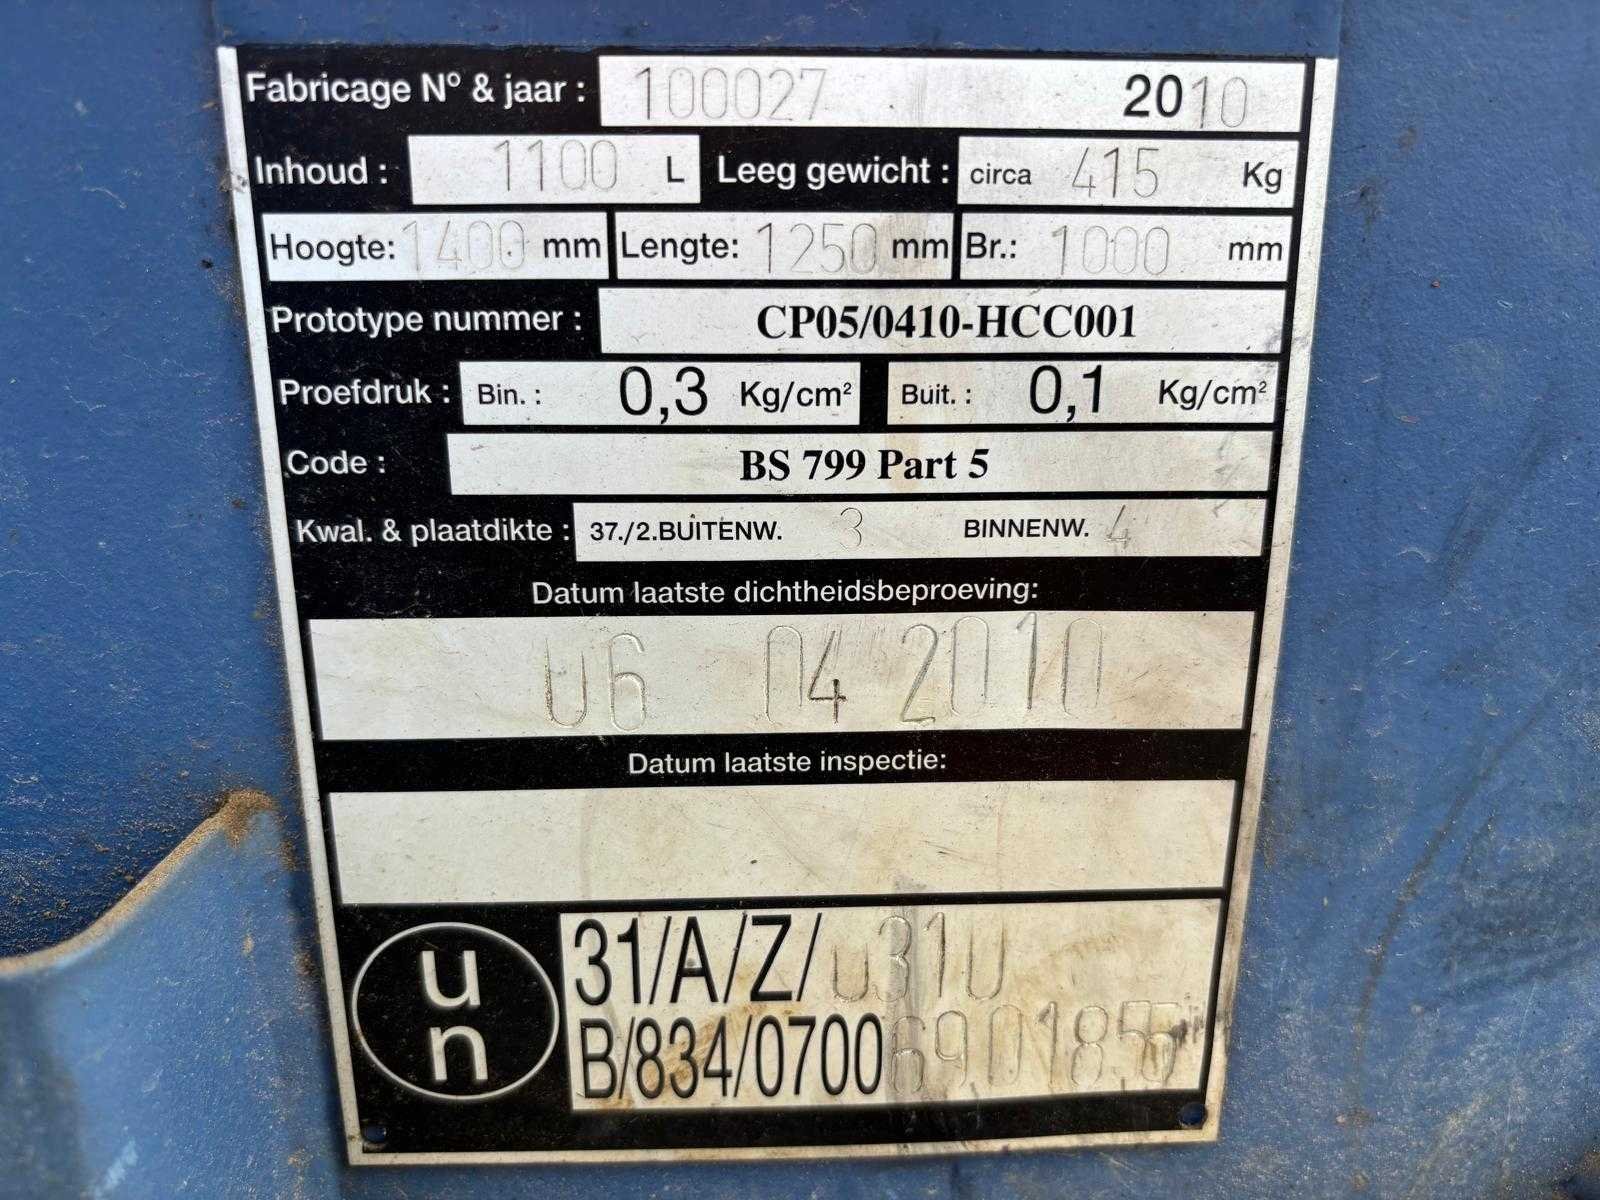 Fabricage Nº & jaar : 100027 2010
Inhoud : 1100 L Leeg gewicht : circa 415 Kg
Hoogte: 1400 mm Lengte: 1250 mm Br.: 1000 mm
Prototype nummer : CP05/0410-HCC001
Proefdruk : Bin. : 0,3 Kg/cm² Buit. : 0,1 Kg/cm²
Code : BS 799 Part 5
Kwal. & plaatdikte : 37./2.BUITENW. 3 BINNENW. 4
Datum laatste dichtheidsbeproeving:
06 04 2010
Datum laatste inspectie:
un
31/A/Z/0310
B/834/0700